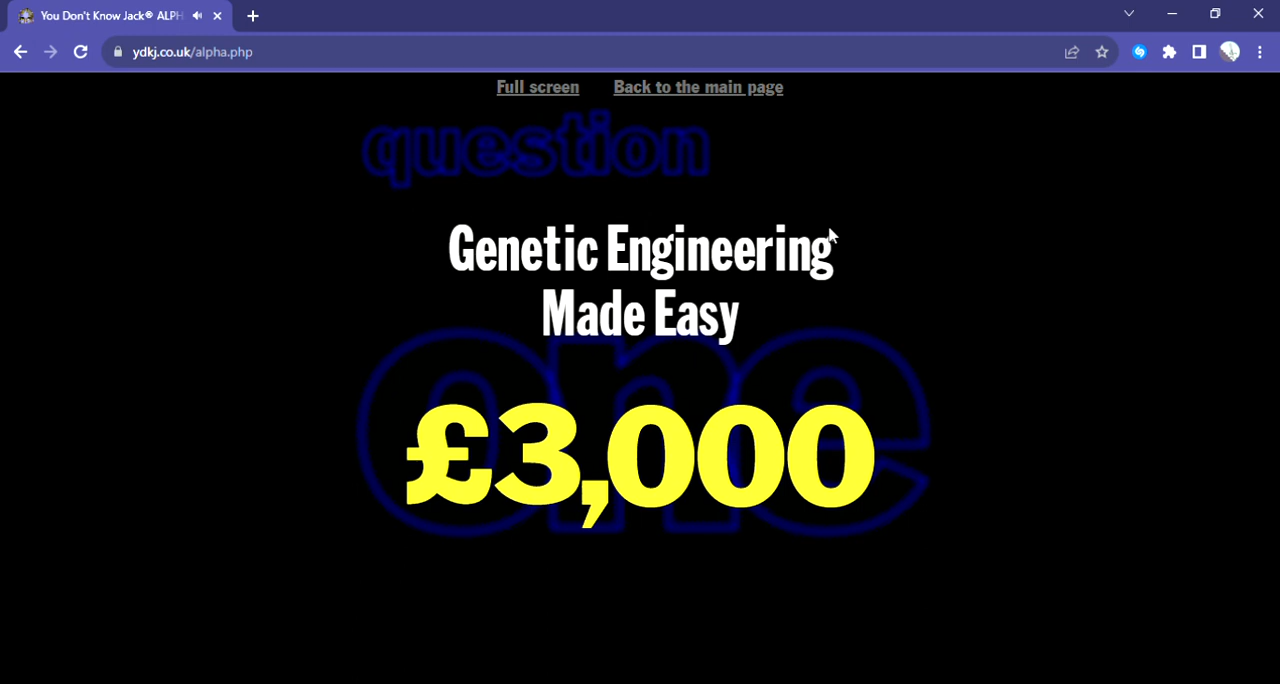 You Don't Know Jack® ALPH
ydkj.co.uk/alpha.php
Full screen Back to the main page
question
Genetic Engineering
Made Easy
one
£3,000